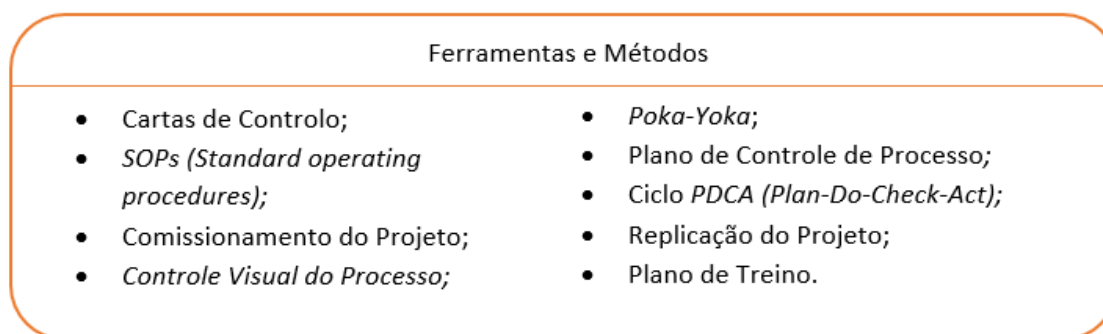 Ferramentas e Métodos
• Cartas de Controlo;
• SOPs (Standard operating
procedures);
• Comissionamento do Projeto;
• Controle Visual do Processo;
• Poka-Yoka;
• Plano de Controle de Processo;
• Ciclo PDCA (Plan-Do-Check-Act);
• Replicação do Projeto;
• Plano de Treino.